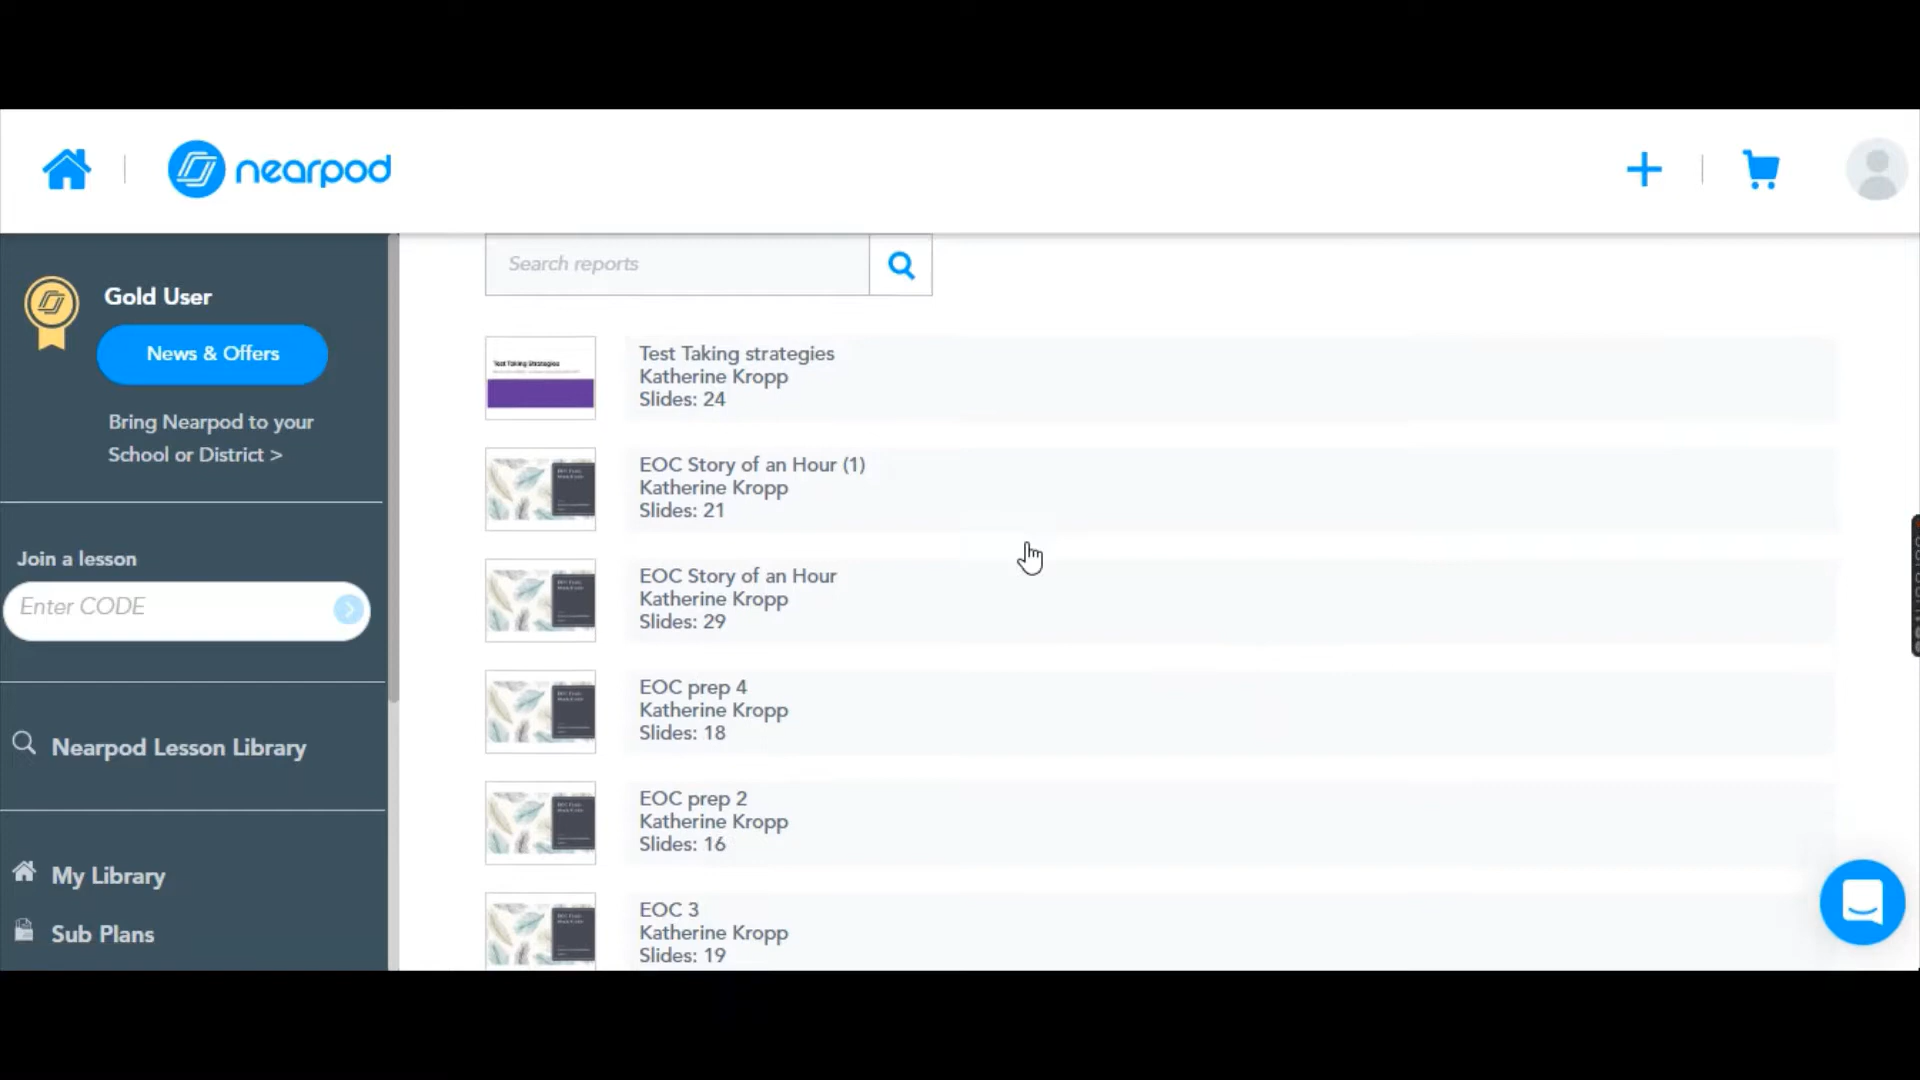 nearpod
Gold User
News & Offers
Bring Nearpod to your
School or District >
Join a lesson
Enter CODE
Nearpod Lesson Library
My Library
Sub Plans
Search reports
Test Taking Strategies
Test Taking strategies
Katherine Kropp
Slides: 24
EOC Story of an Hour (1)
Katherine Kropp
Slides: 21
EOC Story of an Hour
Katherine Kropp
Slides: 29
EOC prep 4
Katherine Kropp
Slides: 18
EOC prep 2
Katherine Kropp
Slides: 16
EOC 3
Katherine Kropp
Slides: 19